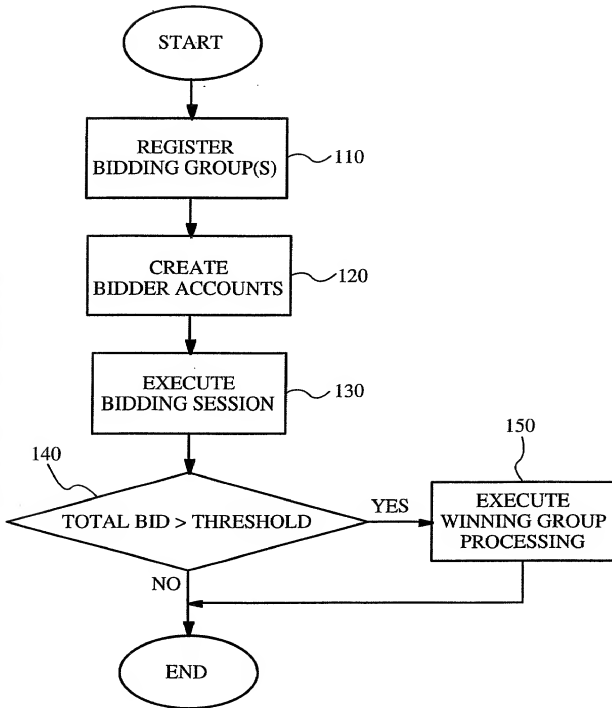 START
REGISTER
BIDDING GROUP(S)
110
CREATE
BIDDER ACCOUNTS
120
EXECUTE
BIDDING SESSION
130
140
TOTAL BID > THRESHOLD
YES
150
EXECUTE
WINNING GROUP
PROCESSING
NO
END